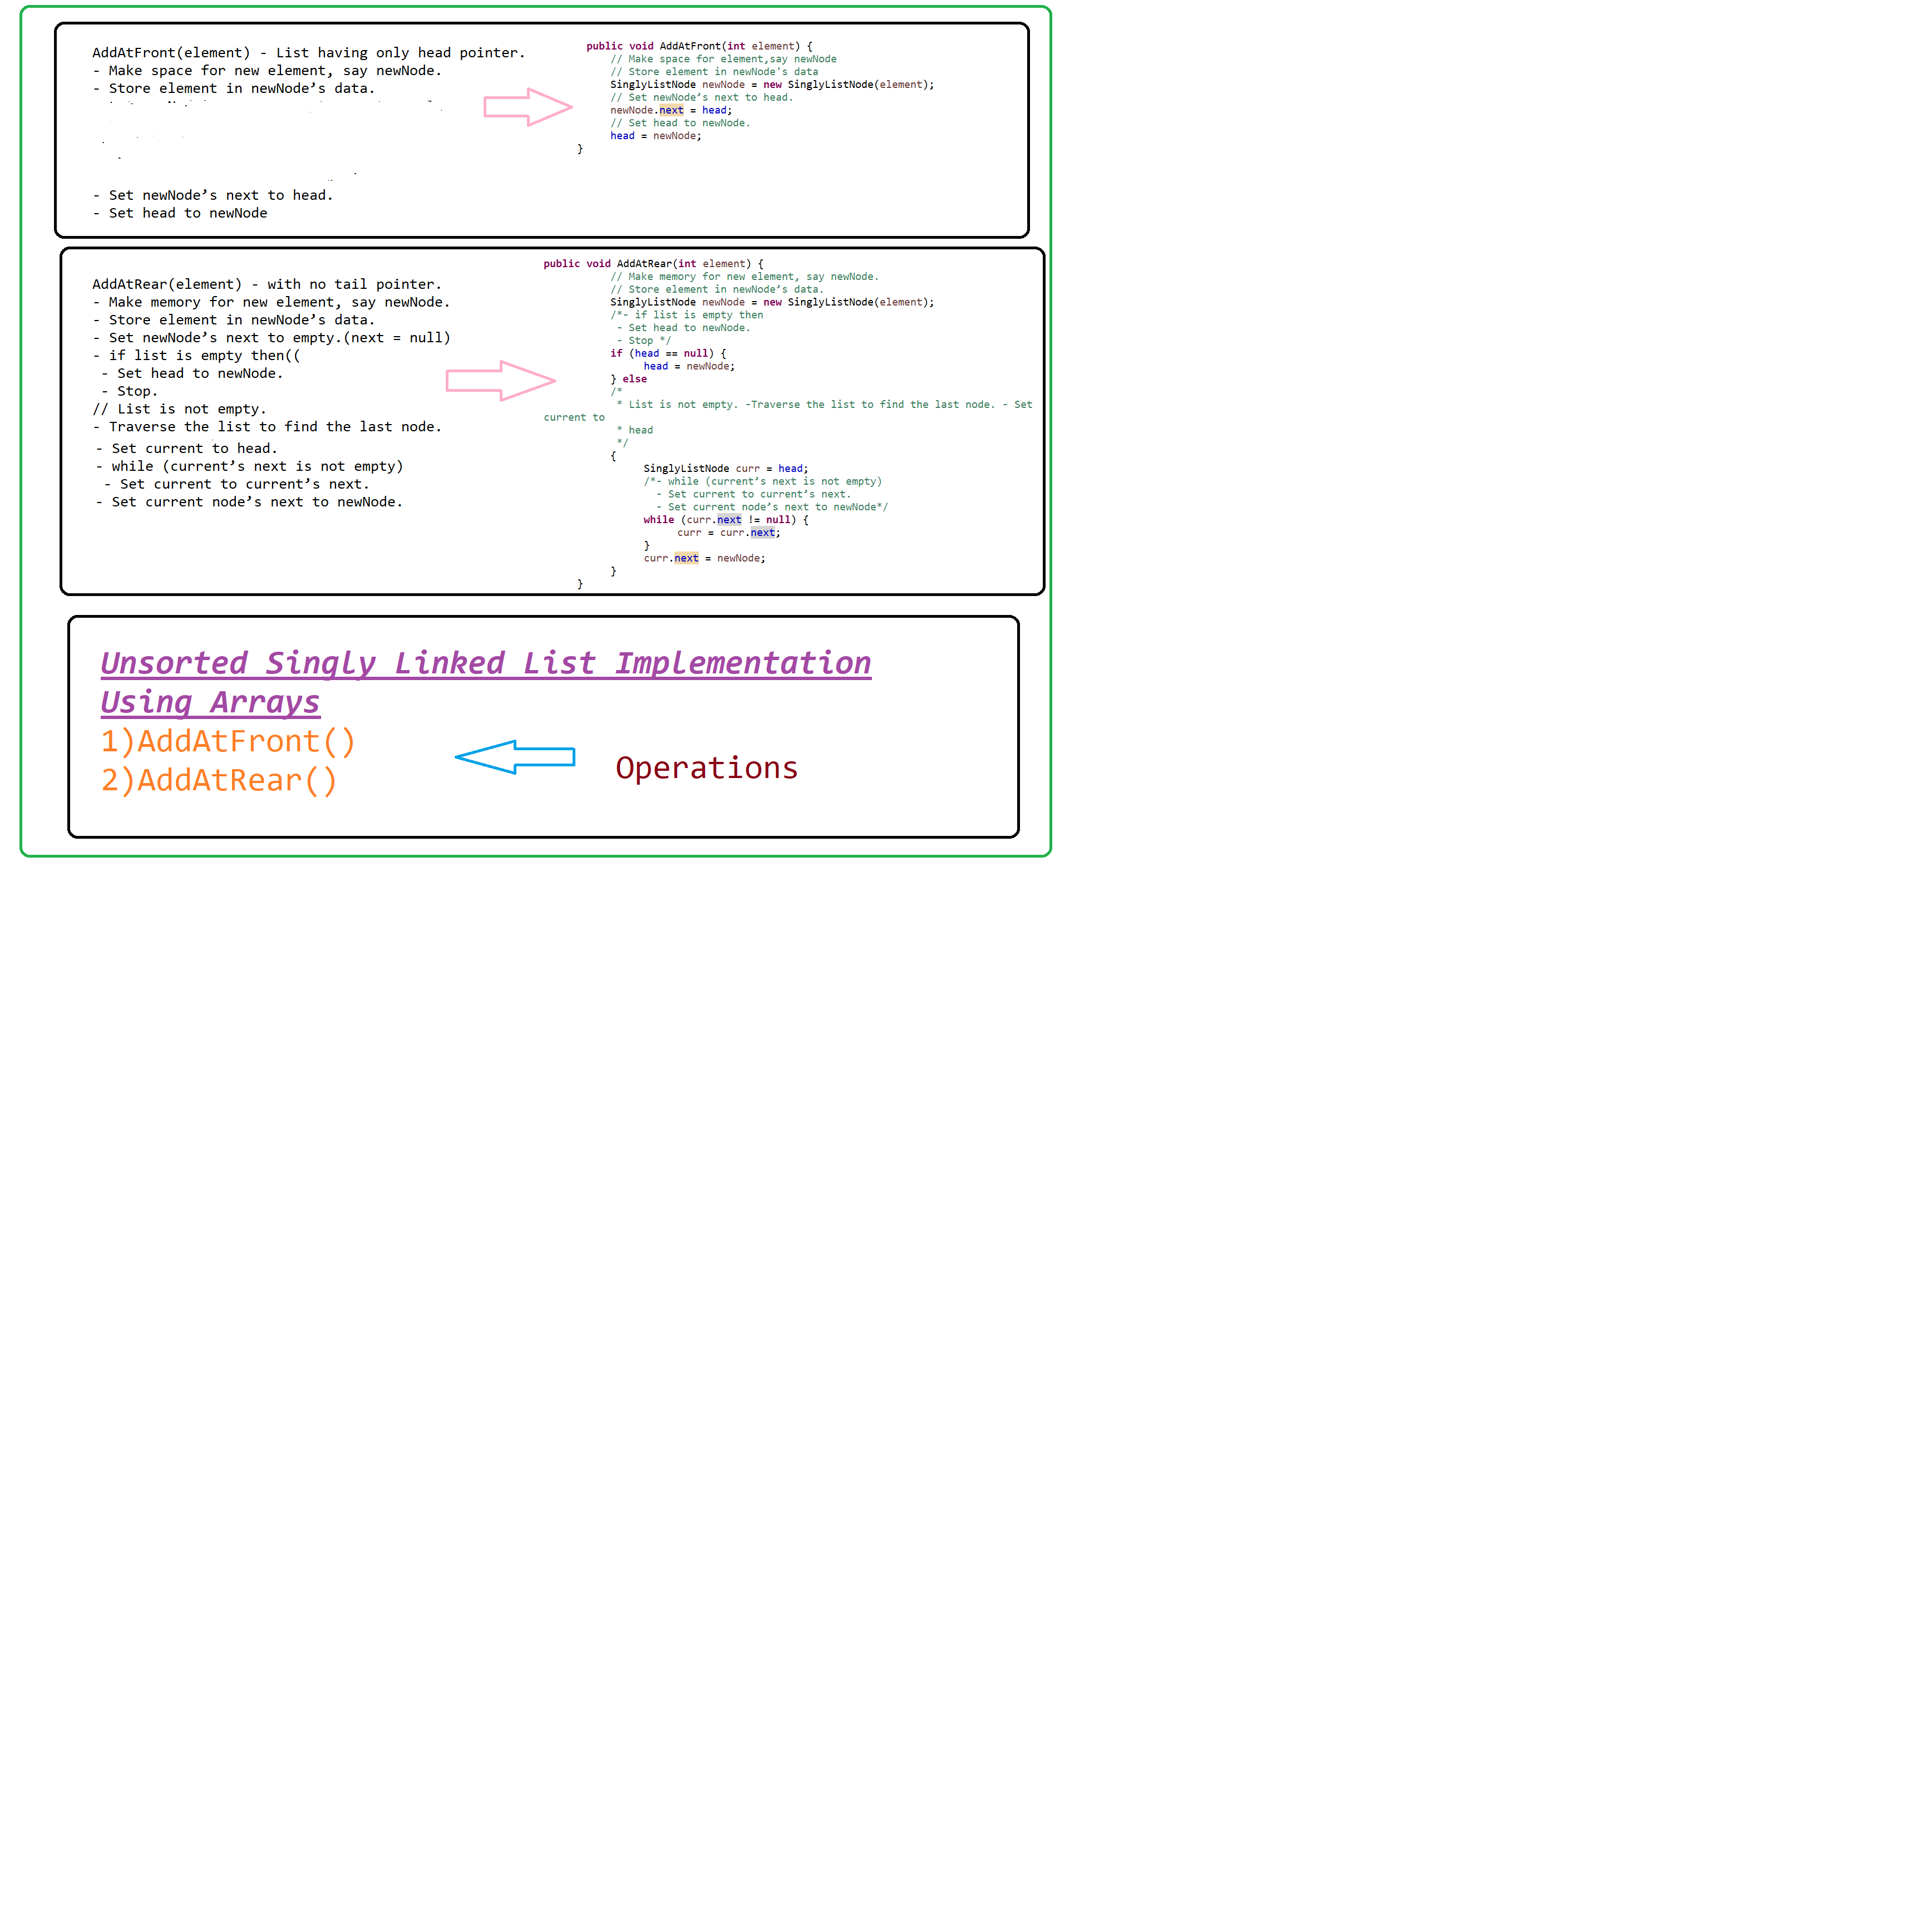 AddAtFront(element) - List having only head pointer.
- Make space for new element, say newNode.
- Store element in newNode’s data.
- Set newNode’s next to head.
- Set head to newNode
public void AddAtFront(int element) {
// Make space for element,say newNode
// Store element in newNode's data
SinglyListNode newNode = new SinglyListNode(element);
// Set newNode’s next to head.
newNode.next = head;
// Set head to newNode.
head = newNode;
}
AddAtRear(element) - with no tail pointer.
- Make memory for new element, say newNode.
- Store element in newNode’s data.
- Set newNode’s next to empty.(next = null)
- if list is empty then((
- Set head to newNode.
- Stop.
// List is not empty.
- Traverse the list to find the last node.
- Set current to head.
- while (current’s next is not empty)
- Set current to current’s next.
- Set current node’s next to newNode.
public void AddAtRear(int element) {
// Make memory for new element, say newNode.
// Store element in newNode’s data.
SinglyListNode newNode = new SinglyListNode(element);
/*- if list is empty then
- Set head to newNode.
- Stop */
if (head == null) {
head = newNode;
} else
/*
* List is not empty. -Traverse the list to find the last node. - Set
current to
* head
*/
{
SinglyListNode curr = head;
/*- while (current’s next is not empty)
- Set current to current’s next.
- Set current node’s next to newNode*/
while (curr.next != null) {
curr = curr.next;
}
curr.next = newNode;
}
}
Unsorted Singly Linked List Implementation
Using Arrays
1)AddAtFront()
2)AddAtRear()
Operations